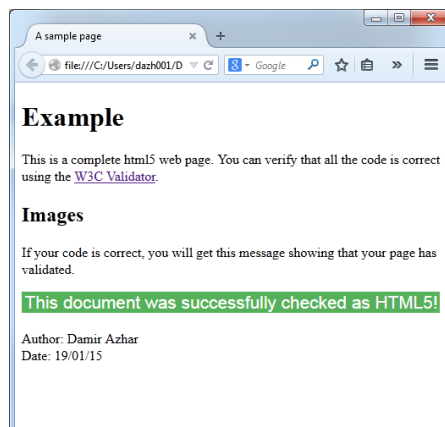 A sample page
file:///C:/Users/dazh001/D
Google
Example
This is a complete html5 web page. You can verify that all the code is correct
using the W3C Validator.
Images
If your code is correct, you will get this message showing that your page has
validated.
This document was successfully checked as HTML5!
Author: Damir Azhar
Date: 19/01/15